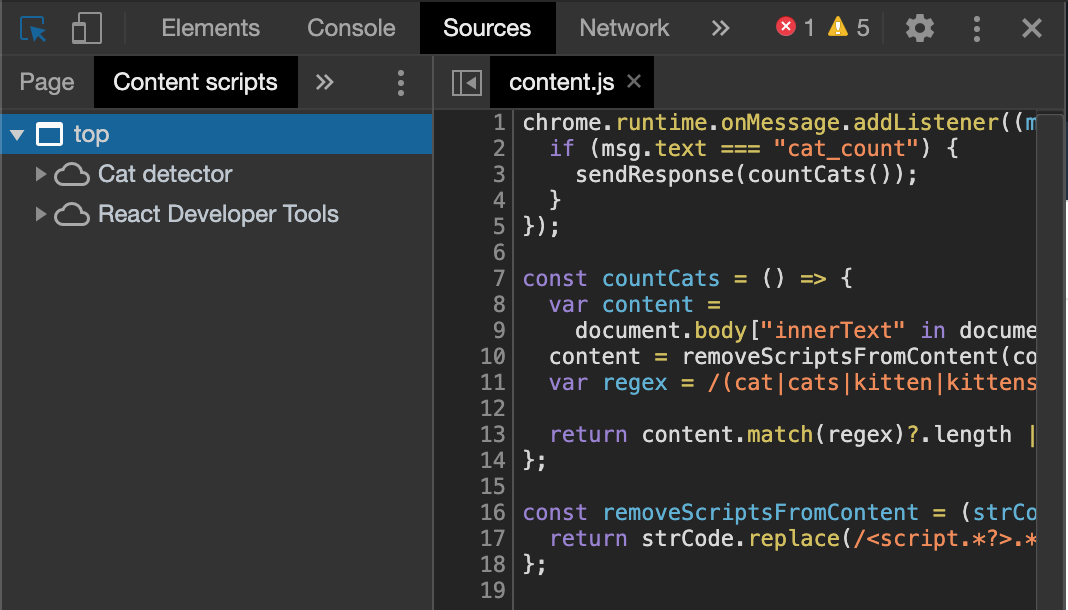 Elements Console Sources Network » 1 5
Page Content scripts » content.js ×
top
Cat detector
React Developer Tools
1 chrome.runtime.onMessage.addListener((m
2 if (msg.text === "cat_count") {
3 sendResponse(countCats());
4 }
5 });
6
7 const countCats = () => {
8 var content =
9 document.body["innerText" in docume
10 content = removeScriptsFromContent(co
11 var regex = /(cat|cats|kitten|kittens
12
13 return content.match(regex)?.length |
14 };
15
16 const removeScriptsFromContent = (strCo
17 return strCode.replace(/<script.*?>.*
18 };
19